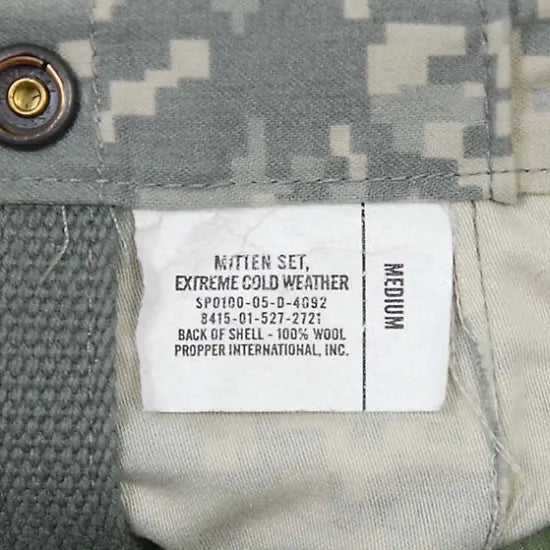 MITTEN SET,
EXTREME COLD WEATHER
SP0100-05-D-4092
8415-01-527-2721
BACK OF SHELL - 100% WOOL
PROPPER INTERNATIONAL, INC.
MEDIUM